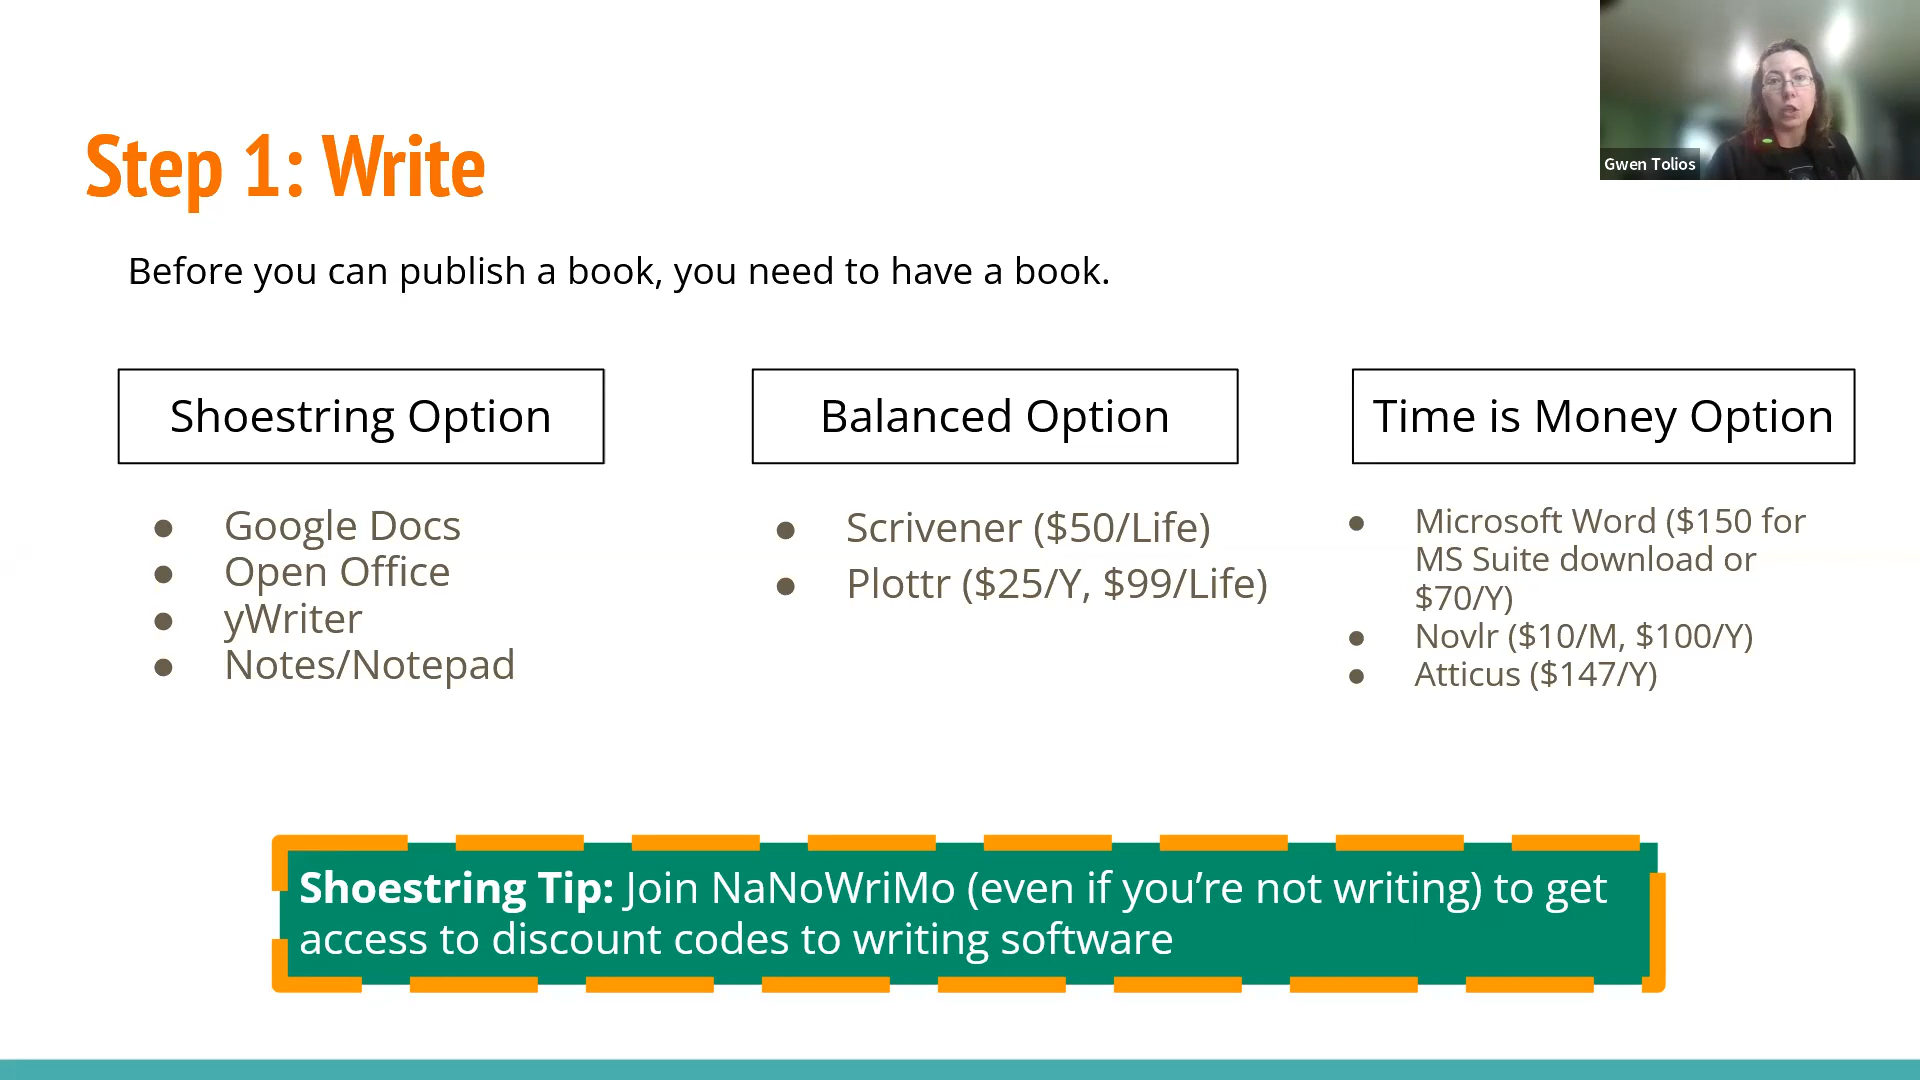 Gwen Tolios
Step 1: Write
Before you can publish a book, you need to have a book.
Shoestring Option
● Google Docs
● Open Office
● yWriter
● Notes/Notepad
Balanced Option
● Scrivener ($50/Life)
● Plottr ($25/Y, $99/Life)
Time is Money Option
● Microsoft Word ($150 for
MS Suite download or
$70/Y)
● Novlr ($10/M, $100/Y)
● Atticus ($147/Y)
Shoestring Tip: Join NaNoWriMo (even if you’re not writing) to get
access to discount codes to writing software